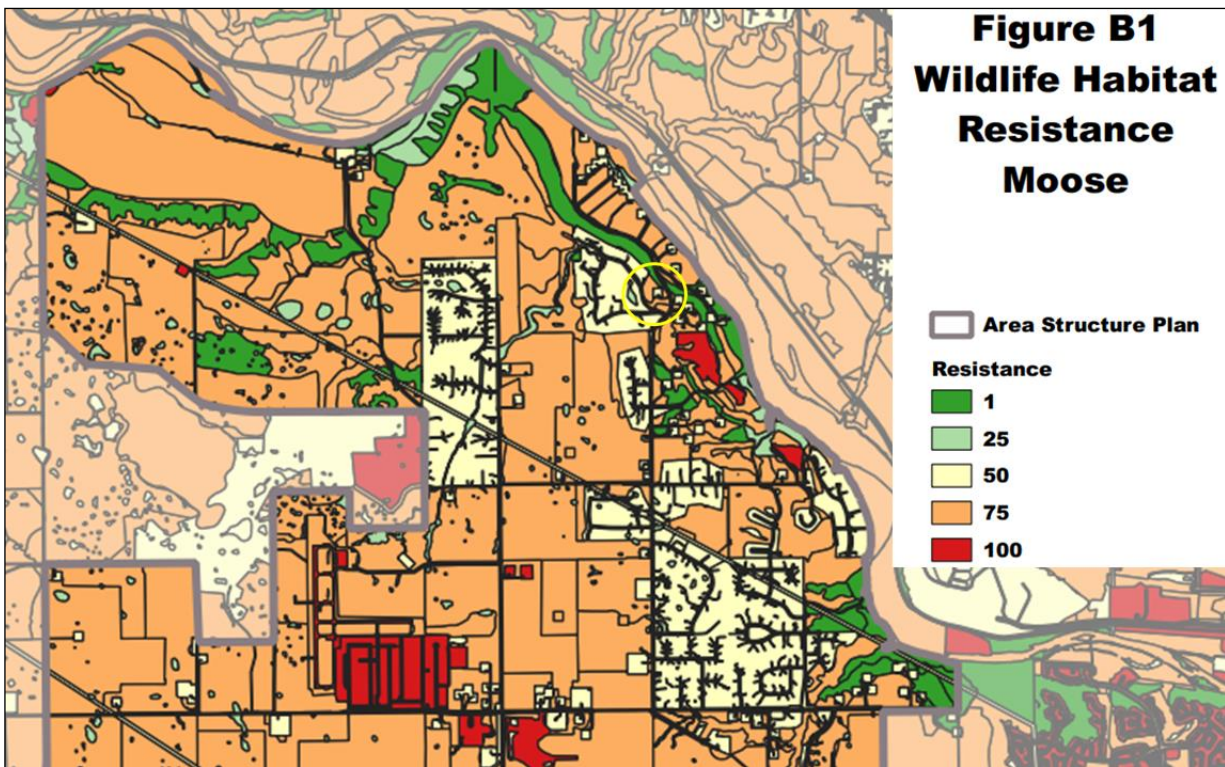 Figure B1
Wildlife Habitat
Resistance
Moose
Area Structure Plan
Resistance
1
25
50
75
100